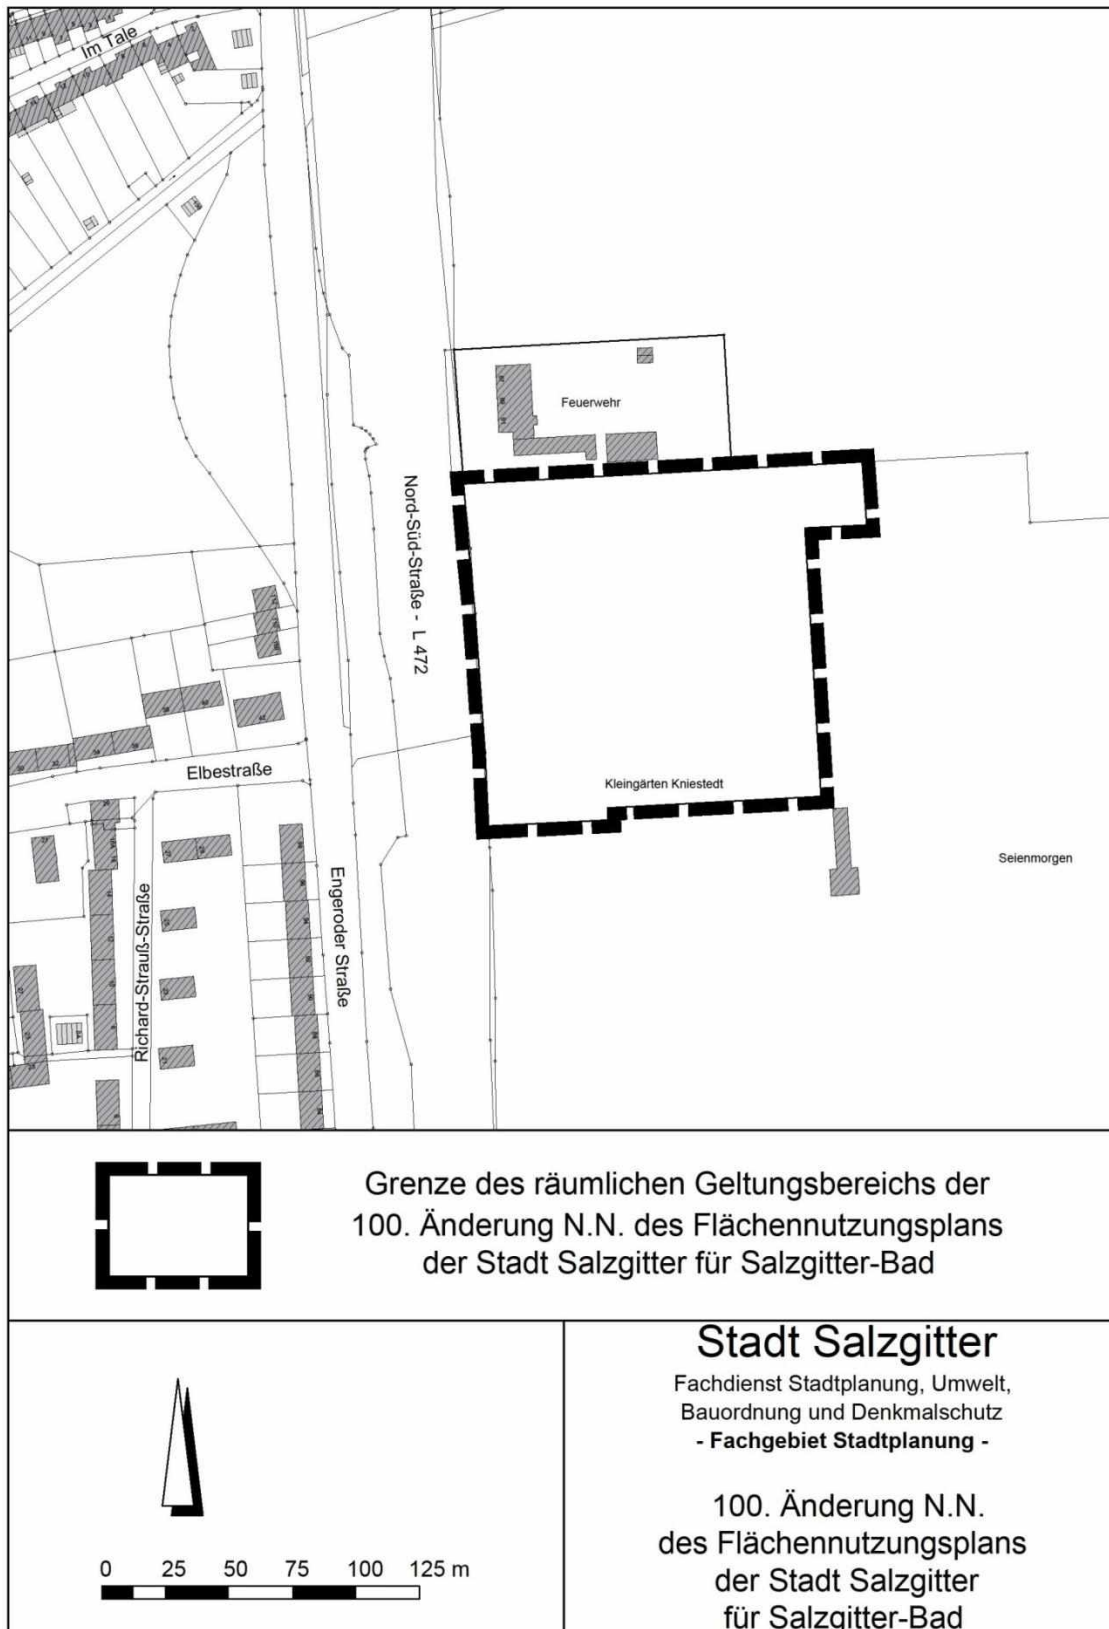 Im Tale
Feuerwehr
Nord-Süd-Straße - L 472
Kleingärten Kniestedt
Elbestraße
Seienmorgen
Engeroder Straße
Richard-Strauß-Straße
Grenze des räumlichen Geltungsbereichs der
100. Änderung N.N. des Flächennutzungsplans
der Stadt Salzgitter für Salzgitter-Bad
Stadt Salzgitter
Fachdienst Stadtplanung, Umwelt,
Bauordnung und Denkmalschutz
- Fachgebiet Stadtplanung -
100. Änderung N.N.
des Flächennutzungsplans
der Stadt Salzgitter
für Salzgitter-Bad
0 25 50 75 100 125 m